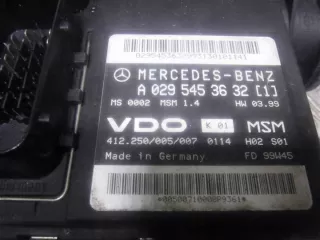 MERCEDES-BENZ
A 029 545 36 32 [1]
MS 0002 MSM 1.4 HW 03.99
VDO K 01 MSM
412.250/005/007 0114 H02 S01
Made in Germany FD 99W45